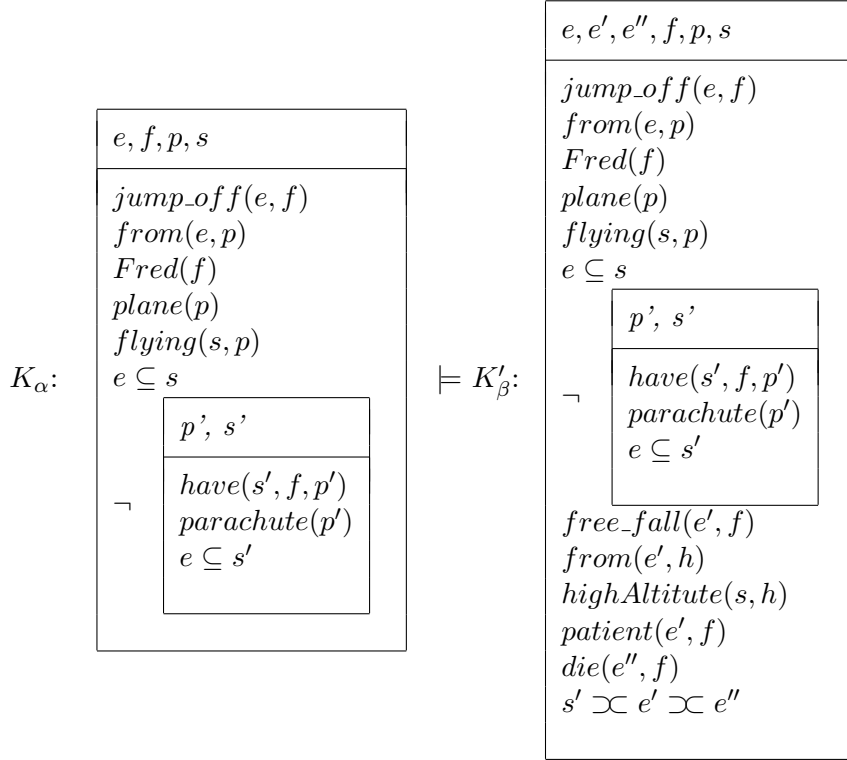 K_α:
e, f, p, s
jump_off(e, f)
from(e, p)
Fred(f)
plane(p)
flying(s, p)
e ⊆ s
¬
p', s'
have(s', f, p')
parachute(p')
e ⊆ s'
⊨ K'_β:
e, e', e'', f, p, s
jump_off(e, f)
from(e, p)
Fred(f)
plane(p)
flying(s, p)
e ⊆ s
¬
p', s'
have(s', f, p')
parachute(p')
e ⊆ s'
free_fall(e', f)
from(e', h)
highAltitute(s, h)
patient(e', f)
die(e'', f)
s' ⊃⊂ e' ⊃⊂ e''